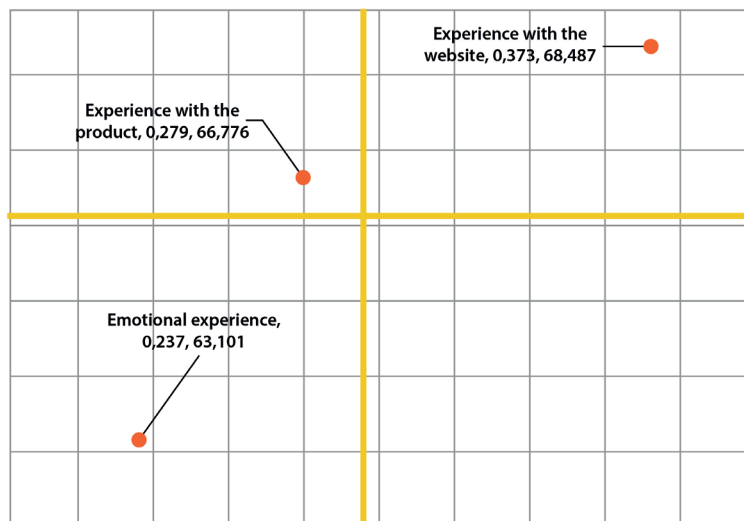 Experience with the
website, 0,373, 68,487
Experience with the
product, 0,279, 66,776
Emotional experience,
0,237, 63,101